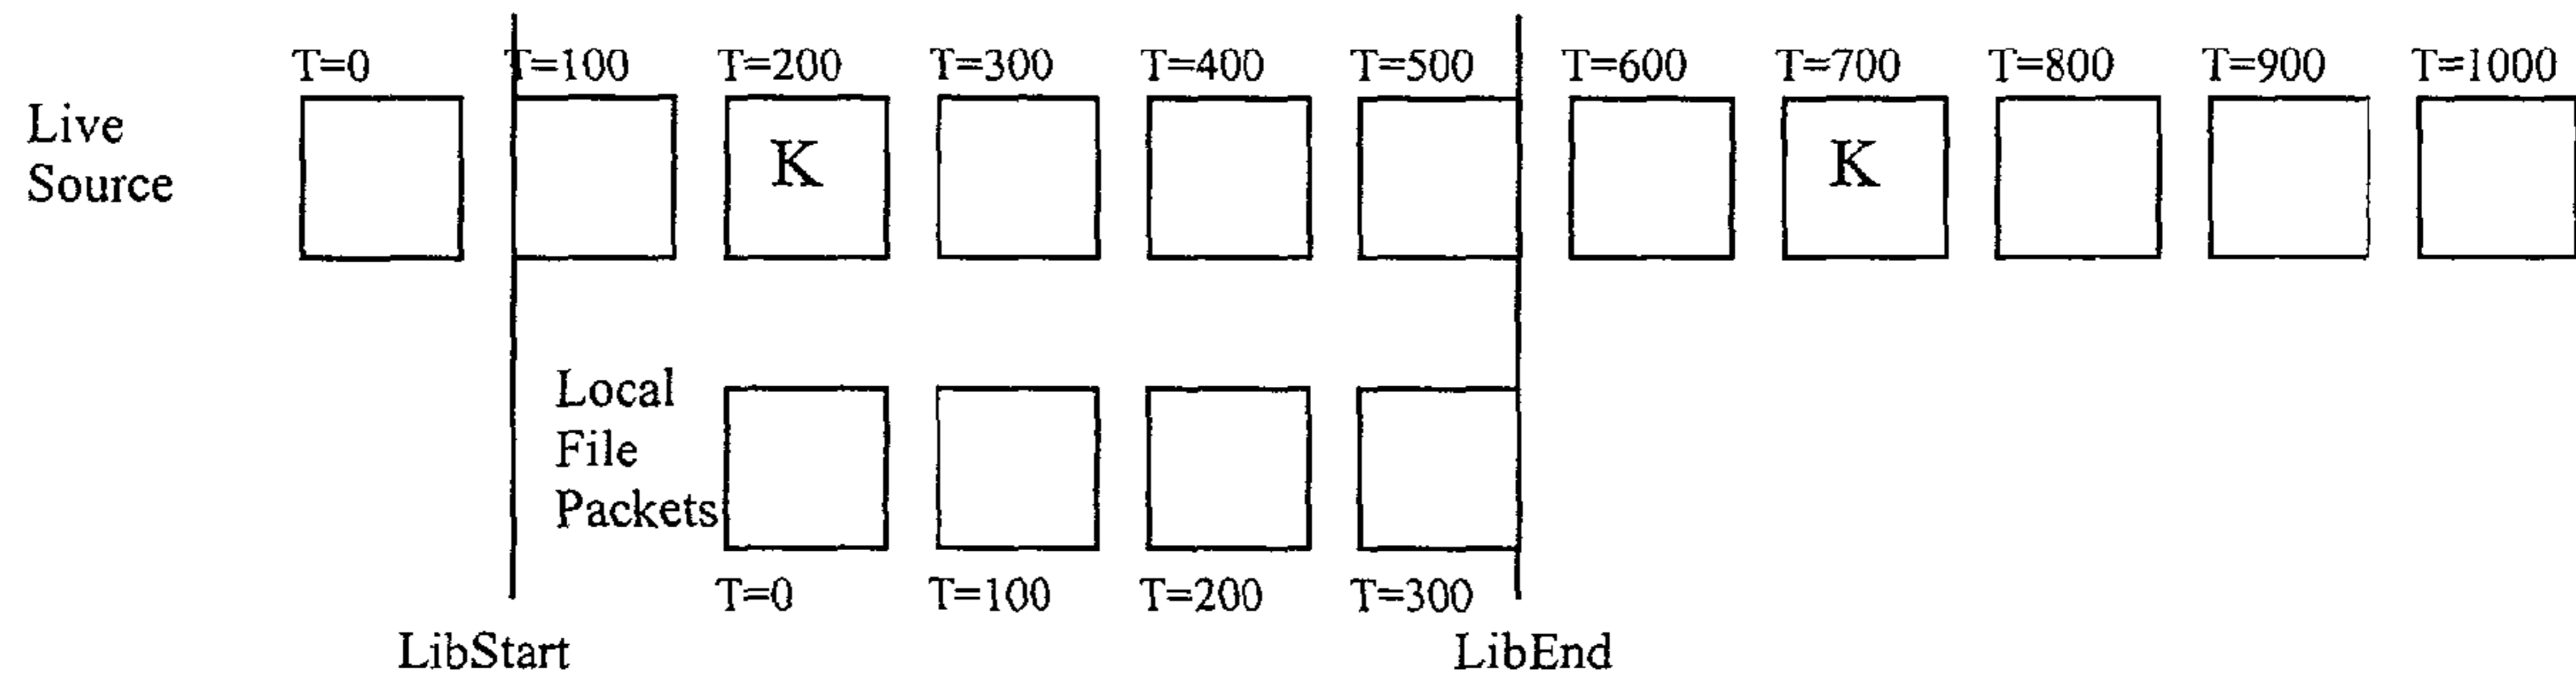 T=0 T=100 T=200 T=300 T=400 T=500 T=600 T=700 T=800 T=900 T=1000
Live
Source
K K
Local
File
Packets
T=0 T=100 T=200 T=300
LibStart LibEnd